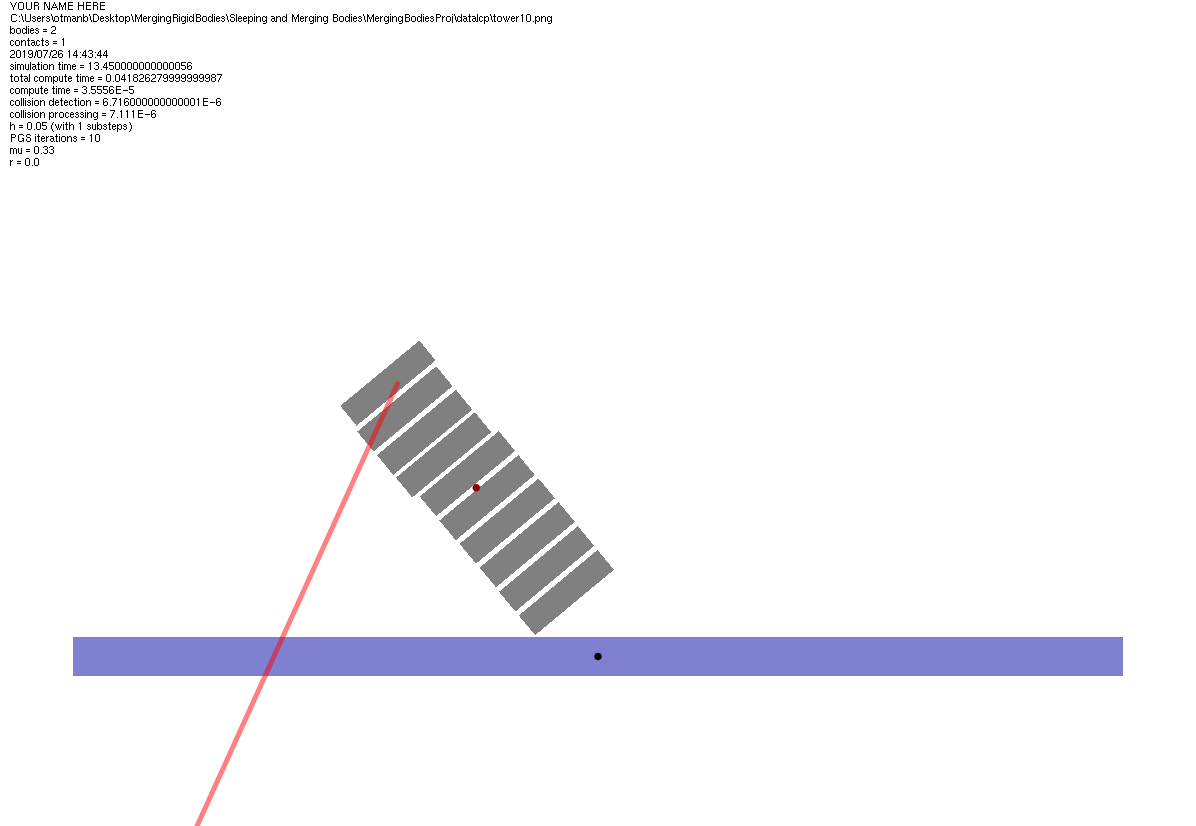 YOUR NAME HERE
C:\Users\otmanb\Desktop\MergingRigidBodies\Sleeping and Merging Bodies\MergingBodiesProj\datalcp\tower10.png
bodies = 2
contacts = 1
2019/07/26 14:43:44
simulation time = 13.450000000000056
total compute time = 0.041826279999999987
compute time = 3.5556E-5
collision detection = 6.716000000000001E-6
collision processing = 7.111E-6
h = 0.05 (with 1 substeps)
PGS iterations = 10
mu = 0.33
r = 0.0